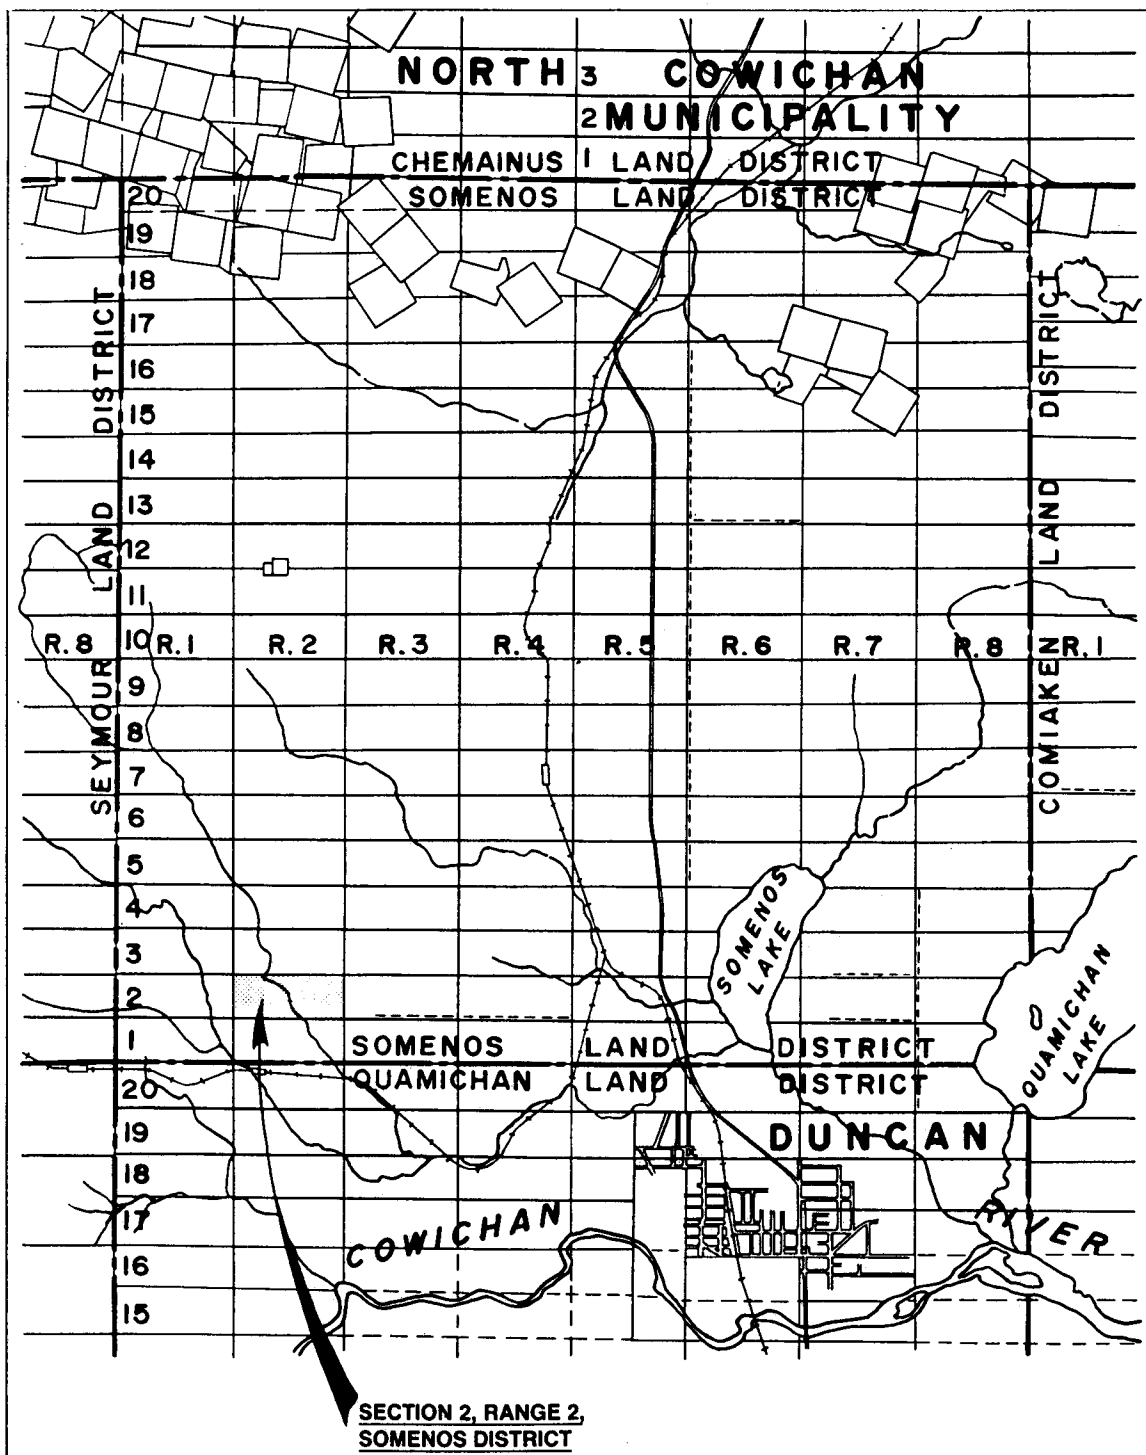 NORTH 3 COWICHAN
2 MUNICIPALITY
CHEMAINUS 1 LAND DISTRICT
SOMENOS LAND DISTRICT
20
19
18
17
16
15
14
13
12
11
10
9
8
7
6
5
4
3
2
1
SEYMOUR LAND DISTRICT
COMIAKEN LAND DISTRICT
R.8 R.1 R.2 R.3 R.4 R.5 R.6 R.7 R.8 R.1
SOMENOS
LAKE
QUAMICHAN
LAKE
SOMENOS LAND DISTRICT
QUAMICHAN LAND DISTRICT
20
19
18
17
16
15
DUNCAN
COWICHAN RIVER
SECTION 2, RANGE 2,
SOMENOS DISTRICT